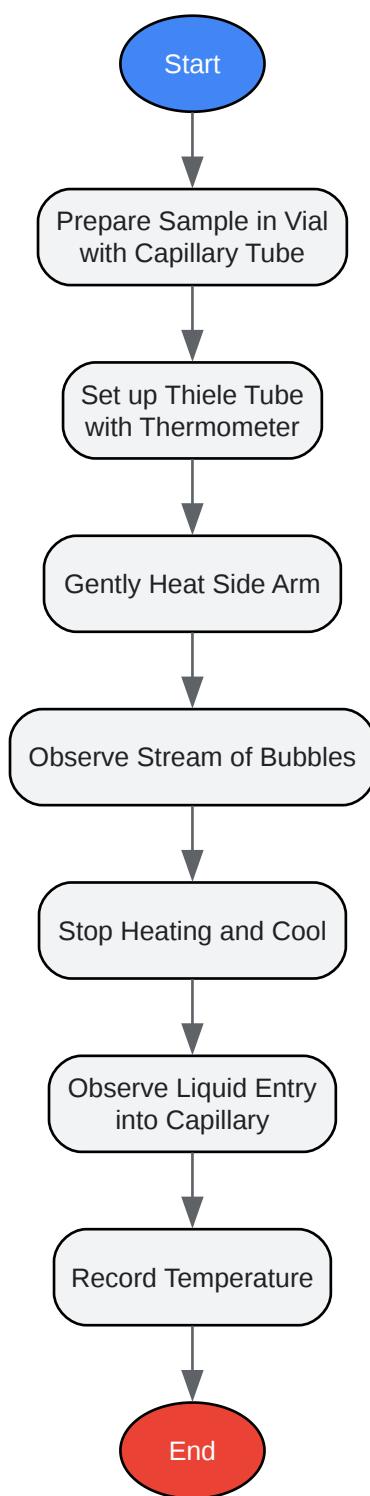 Start
Prepare Sample in Vial
with Capillary Tube
Set up Thiele Tube
with Thermometer
Gently Heat Side Arm
Observe Stream of Bubbles
Stop Heating and Cool
Observe Liquid Entry
into Capillary
Record Temperature
End